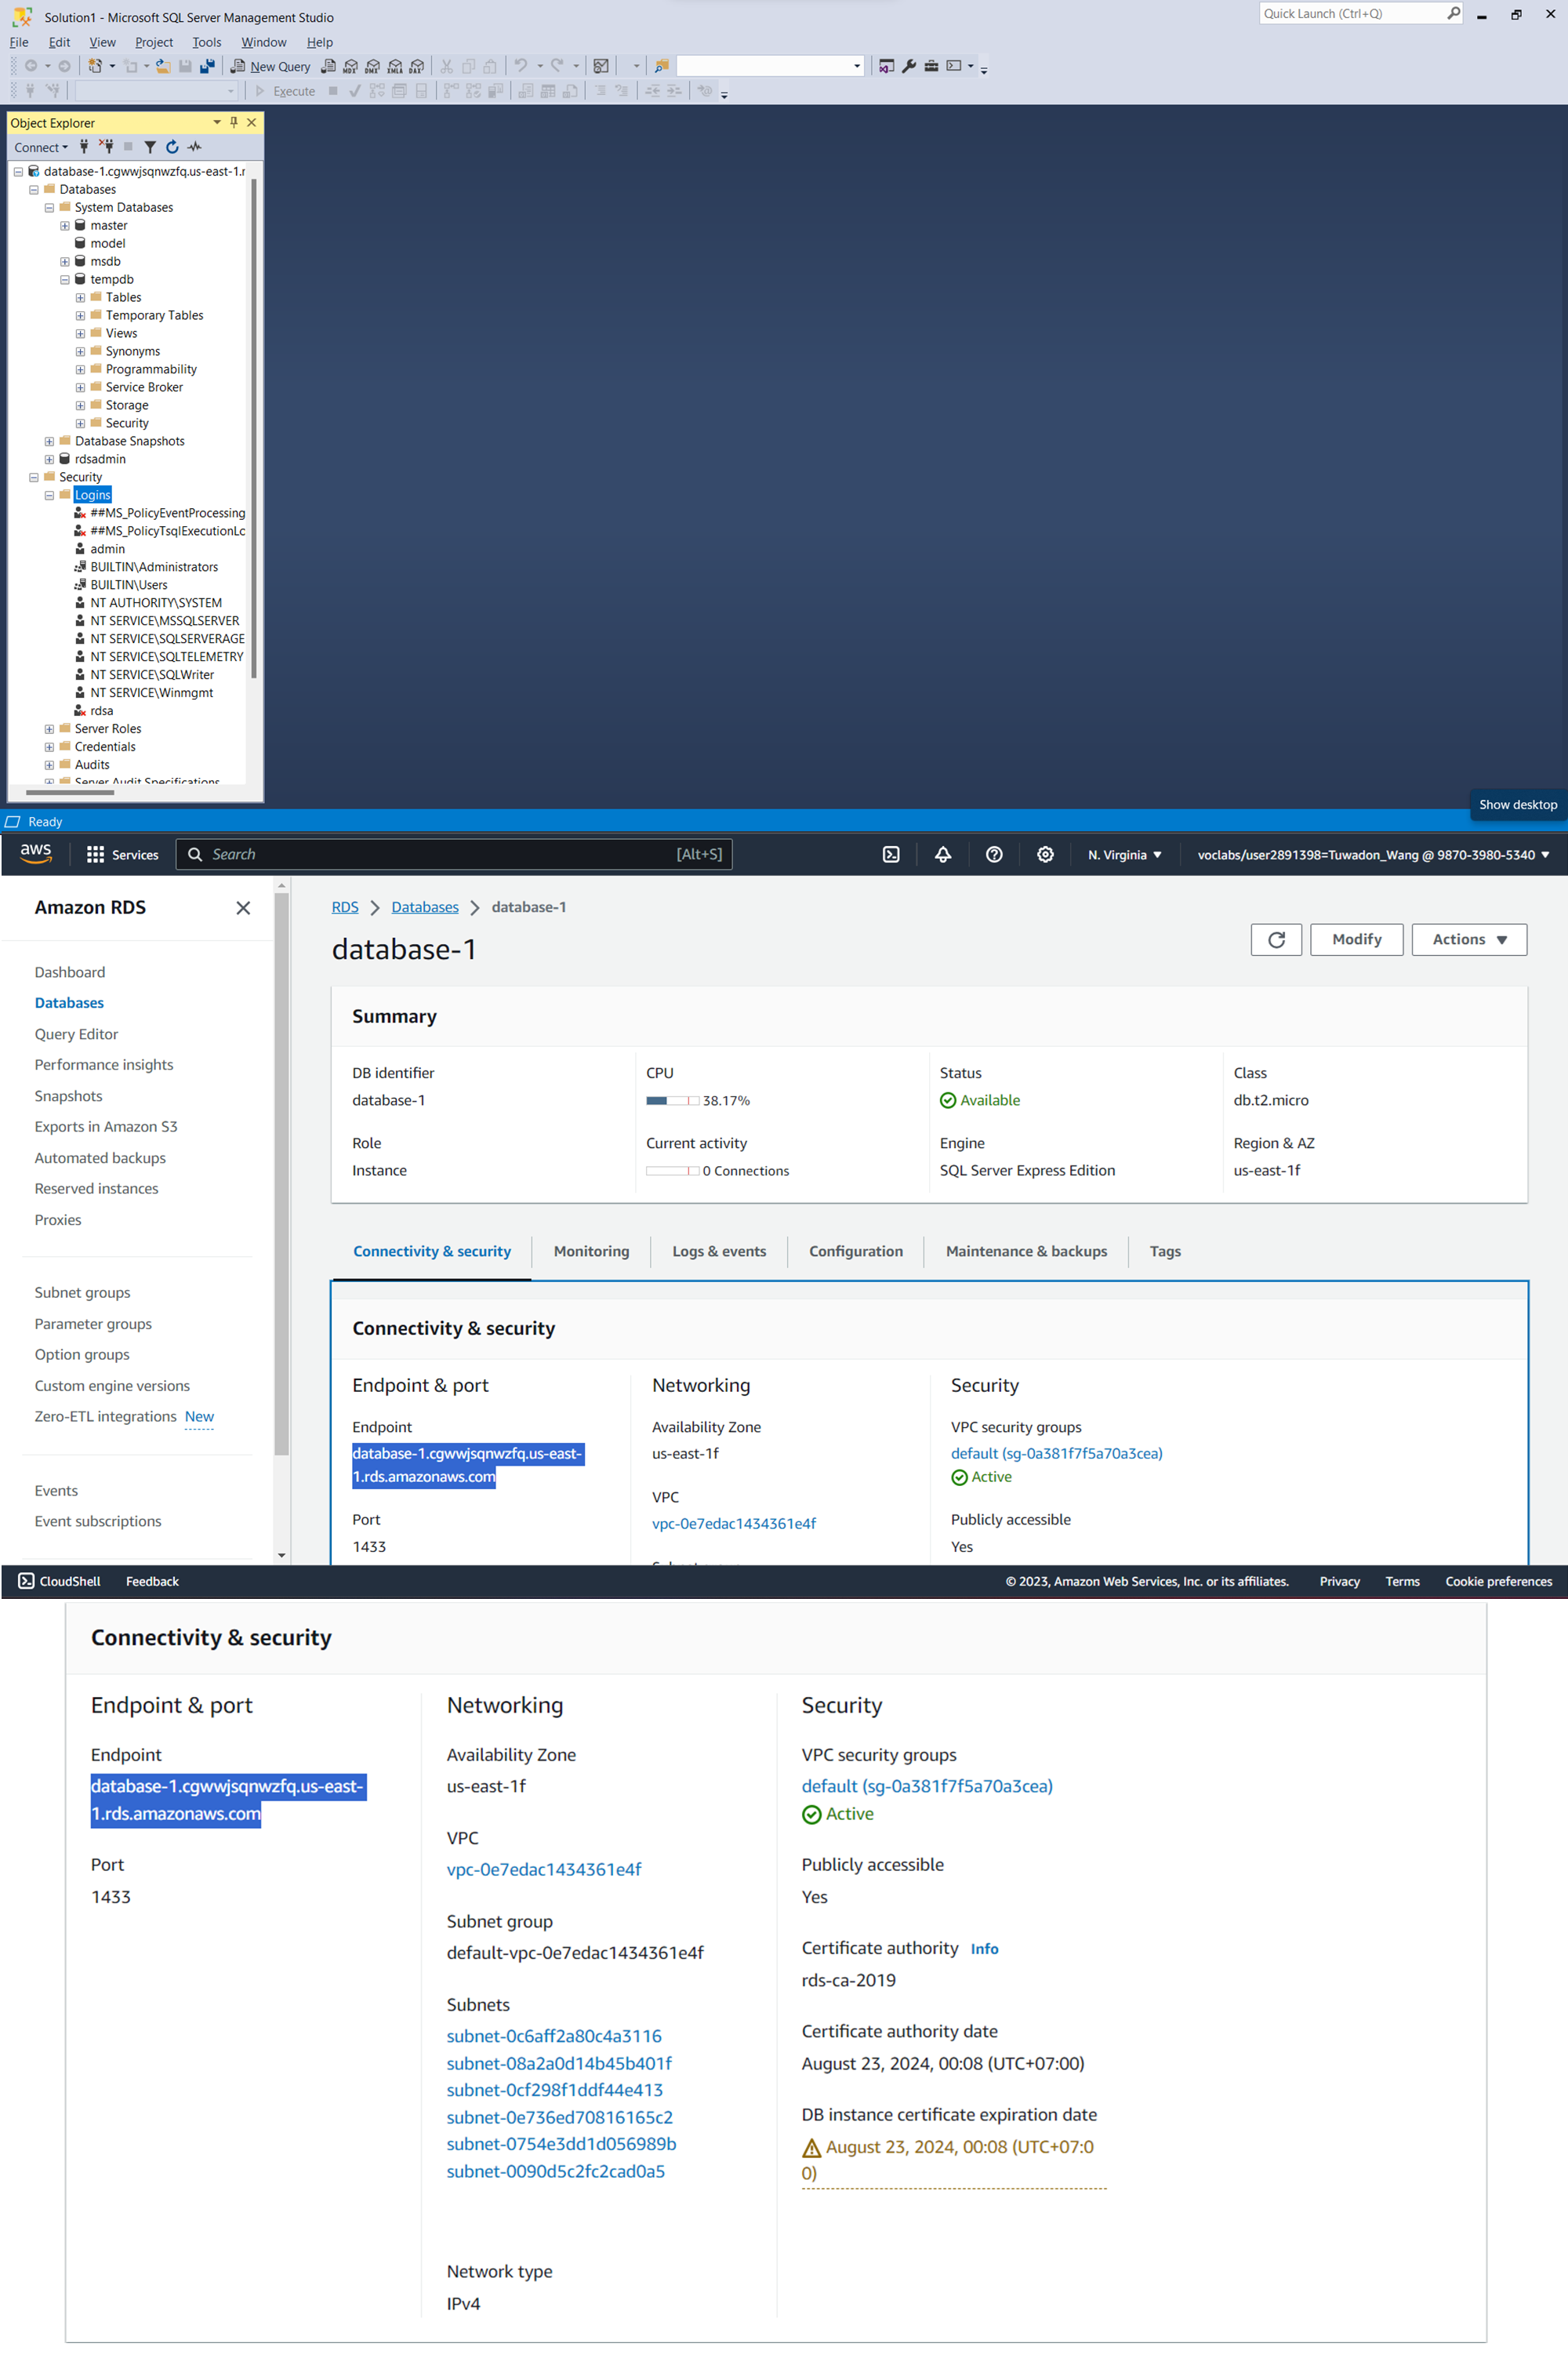 Solution1 - Microsoft SQL Server Management Studio
Quick Launch (Ctrl+Q)
File Edit View Project Tools Window Help
New Query MDX DMX XMLA DAX
Execute
Object Explorer
Connect
database-1.cgwwjsqnwzfq.us-east-1.r
Databases
System Databases
master
model
msdb
tempdb
Tables
Temporary Tables
Views
Synonyms
Programmability
Service Broker
Storage
Security
Database Snapshots
rdsadmin
Security
Logins
##MS_PolicyEventProcessing
##MS_PolicyTsqlExecutionLo
admin
BUILTIN\Administrators
BUILTIN\Users
NT AUTHORITY\SYSTEM
NT SERVICE\MSSQLSERVER
NT SERVICE\SQLSERVERAGE
NT SERVICE\SQLTELEMETRY
NT SERVICE\SQLWriter
NT SERVICE\Winmgmt
rdsa
Server Roles
Credentials
Audits
Server Audit Specifications
Show desktop
Ready
aws Services Search [Alt+S] N. Virginia voclabs/user2891398=Tuwadon_Wang @ 9870-3980-5340
Amazon RDS
Dashboard
Databases
Query Editor
Performance insights
Snapshots
Exports in Amazon S3
Automated backups
Reserved instances
Proxies
Subnet groups
Parameter groups
Option groups
Custom engine versions
Zero-ETL integrations New
Events
Event subscriptions
RDS > Databases > database-1
database-1
Modify Actions
Summary
DB identifier
database-1
CPU
38.17%
Status
Available
Class
db.t2.micro
Role
Instance
Current activity
0 Connections
Engine
SQL Server Express Edition
Region & AZ
us-east-1f
Connectivity & security Monitoring Logs & events Configuration Maintenance & backups Tags
Connectivity & security
Endpoint & port
Endpoint
database-1.cgwwjsqnwzfq.us-east-
1.rds.amazonaws.com
Port
1433
Networking
Availability Zone
us-east-1f
VPC
vpc-0e7edac1434361e4f
Security
VPC security groups
default (sg-0a381f7f5a70a3cea)
Active
Publicly accessible
Yes
CloudShell Feedback © 2023, Amazon Web Services, Inc. or its affiliates. Privacy Terms Cookie preferences
Connectivity & security
Endpoint & port
Endpoint
database-1.cgwwjsqnwzfq.us-east-
1.rds.amazonaws.com
Port
1433
Networking
Availability Zone
us-east-1f
VPC
vpc-0e7edac1434361e4f
Subnet group
default-vpc-0e7edac1434361e4f
Subnets
subnet-0c6aff2a80c4a3116
subnet-08a2a0d14b45b401f
subnet-0cf298f1ddf44e413
subnet-0e736ed70816165c2
subnet-0754e3dd1d056989b
subnet-0090d5c2fc2cad0a5
Network type
IPv4
Security
VPC security groups
default (sg-0a381f7f5a70a3cea)
Active
Publicly accessible
Yes
Certificate authority Info
rds-ca-2019
Certificate authority date
August 23, 2024, 00:08 (UTC+07:00)
DB instance certificate expiration date
August 23, 2024, 00:08 (UTC+07:0
0)